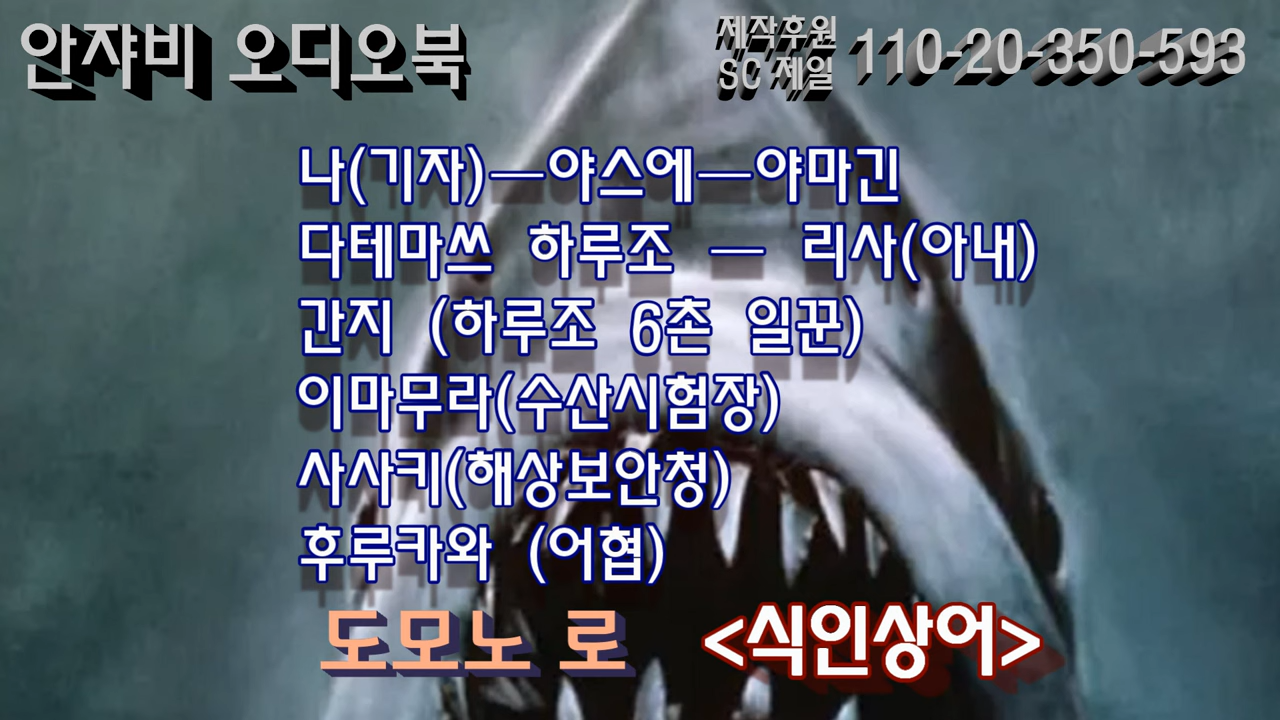 안쟈비 오디오북
제작후원
SC 제일
110-20-350-593
나(기자)—야스에—야마긴
다테마쓰 하루조 — 리사(아내)
간지 (하루조 6촌 일꾼)
이마무라(수산시험장)
사사키(해상보안청)
후루카와 (어협)
도모노 로 <식인상어>